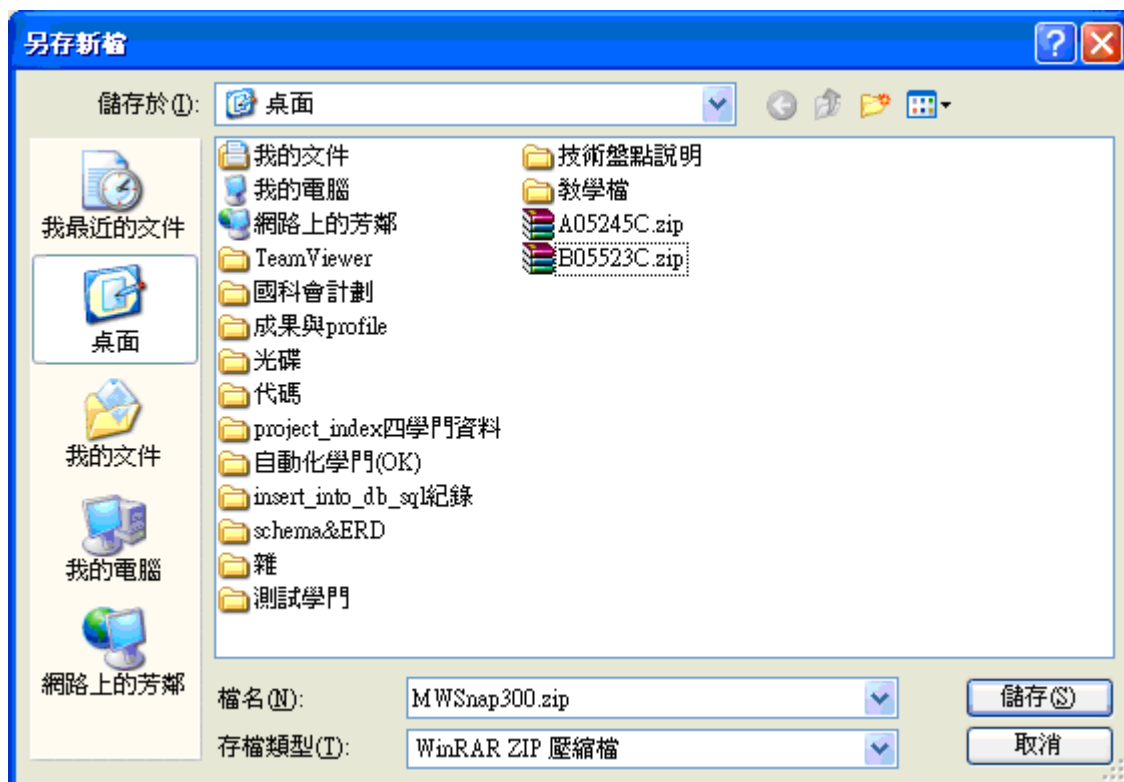 另存新檔
儲存於(I):
桌面
我最近的文件
桌面
我的文件
我的電腦
網路上的芳鄰
我的文件
我的電腦
網路上的芳鄰
TeamViewer
國科會計劃
成果與profile
光碟
代碼
project_index四學門資料
自動化學門(OK)
insert_into_db_sql紀錄
schema&ERD
雜
測試學門
技術盤點說明
教學檔
A05245C.zip
B05523C.zip
檔名(N):
MWSnap300.zip
儲存(S)
存檔類型(T):
WinRAR ZIP 壓縮檔
取消